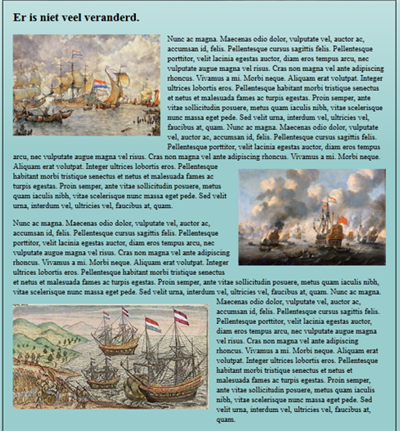 Er is niet veel veranderd.
Nunc ac magna. Maecenas odio dolor, vulputate vel, auctor ac,
accumsan id, felis. Pellentesque cursus sagittis felis. Pellentesque
porttitor, velit lacinia egestas auctor, diam eros tempus arcu, nec
vulputate augue magna vel risus. Cras non magna vel ante adipiscing
rhoncus. Vivamus a mi. Morbi neque. Aliquam erat volutpat. Integer
ultrices lobortis eros. Pellentesque habitant morbi tristique senectus
et netus et malesuada fames ac turpis egestas. Proin semper, ante
vitae sollicitudin posuere, metus quam iaculis nibh, vitae scelerisque
nunc massa eget pede. Sed velit urna, interdum vel, ultricies vel,
faucibus at, quam. Nunc ac magna. Maecenas odio dolor, vulputate
vel, auctor ac, accumsan id, felis. Pellentesque cursus sagittis felis.
Pellentesque porttitor, velit lacinia egestas auctor, diam eros tempus
arcu, nec vulputate augue magna vel risus. Cras non magna vel ante adipiscing rhoncus. Vivamus a mi. Morbi neque.
Aliquam erat volutpat. Integer ultrices lobortis eros. Pellentesque
habitant morbi tristique senectus et netus et malesuada fames ac
turpis egestas. Proin semper, ante vitae sollicitudin posuere, metus
quam iaculis nibh, vitae scelerisque nunc massa eget pede. Sed velit
urna, interdum vel, ultricies vel, faucibus at, quam.
Nunc ac magna. Maecenas odio dolor, vulputate vel, auctor ac,
accumsan id, felis. Pellentesque cursus sagittis felis. Pellentesque
porttitor, velit lacinia egestas auctor, diam eros tempus arcu, nec
vulputate augue magna vel risus. Cras non magna vel ante adipiscing
rhoncus. Vivamus a mi. Morbi neque. Aliquam erat volutpat. Integer
ultrices lobortis eros. Pellentesque habitant morbi tristique senectus
et netus et malesuada fames ac turpis egestas. Proin semper, ante vitae sollicitudin posuere, metus quam iaculis nibh,
vitae scelerisque nunc massa eget pede. Sed velit urna, interdum vel, ultricies vel, faucibus at, quam. Nunc ac magna.
Maecenas odio dolor, vulputate vel, auctor ac,
accumsan id, felis. Pellentesque cursus sagittis felis.
Pellentesque porttitor, velit lacinia egestas auctor,
diam eros tempus arcu, nec vulputate augue magna
vel risus. Cras non magna vel ante adipiscing
rhoncus. Vivamus a mi. Morbi neque. Aliquam erat
volutpat. Integer ultrices lobortis eros. Pellentesque
habitant morbi tristique senectus et netus et
malesuada fames ac turpis egestas. Proin semper,
ante vitae sollicitudin posuere, metus quam iaculis
nibh, vitae scelerisque nunc massa eget pede. Sed
velit urna, interdum vel, ultricies vel, faucibus at,
quam.